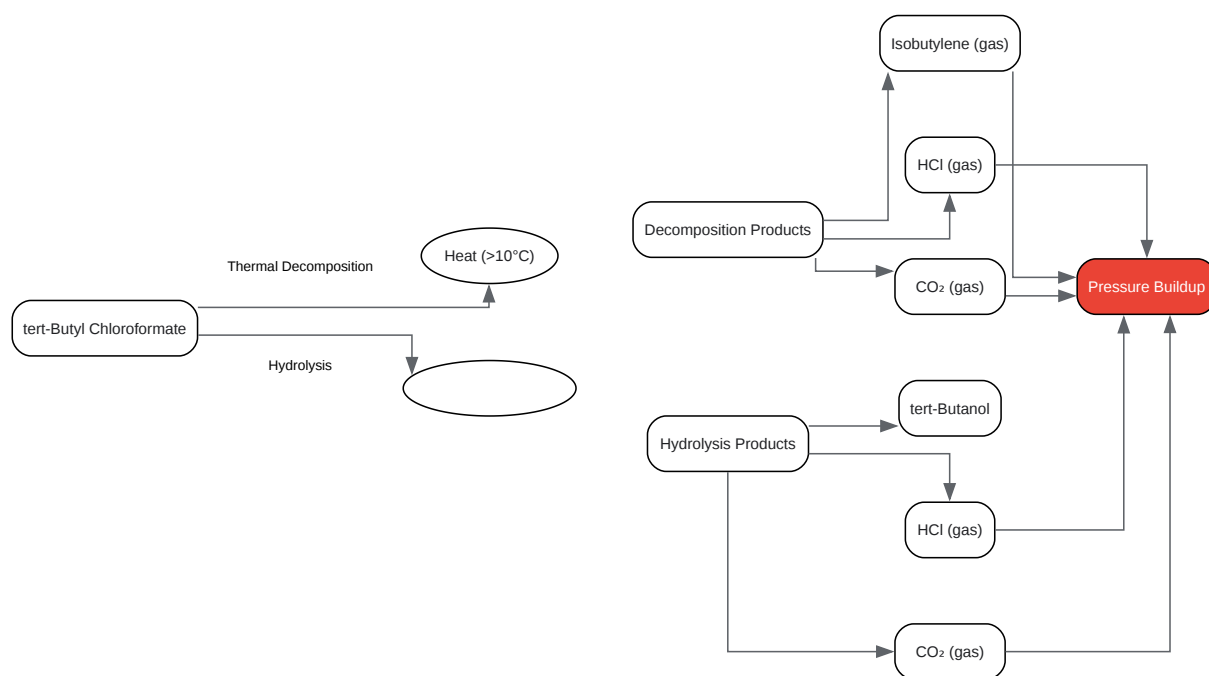 Isobutylene (gas)
HCl (gas)
Decomposition Products
Heat (>10°C)
Thermal Decomposition
CO₂ (gas)
Pressure Buildup
tert-Butyl Chloroformate
Hydrolysis
tert-Butanol
Hydrolysis Products
HCl (gas)
CO₂ (gas)